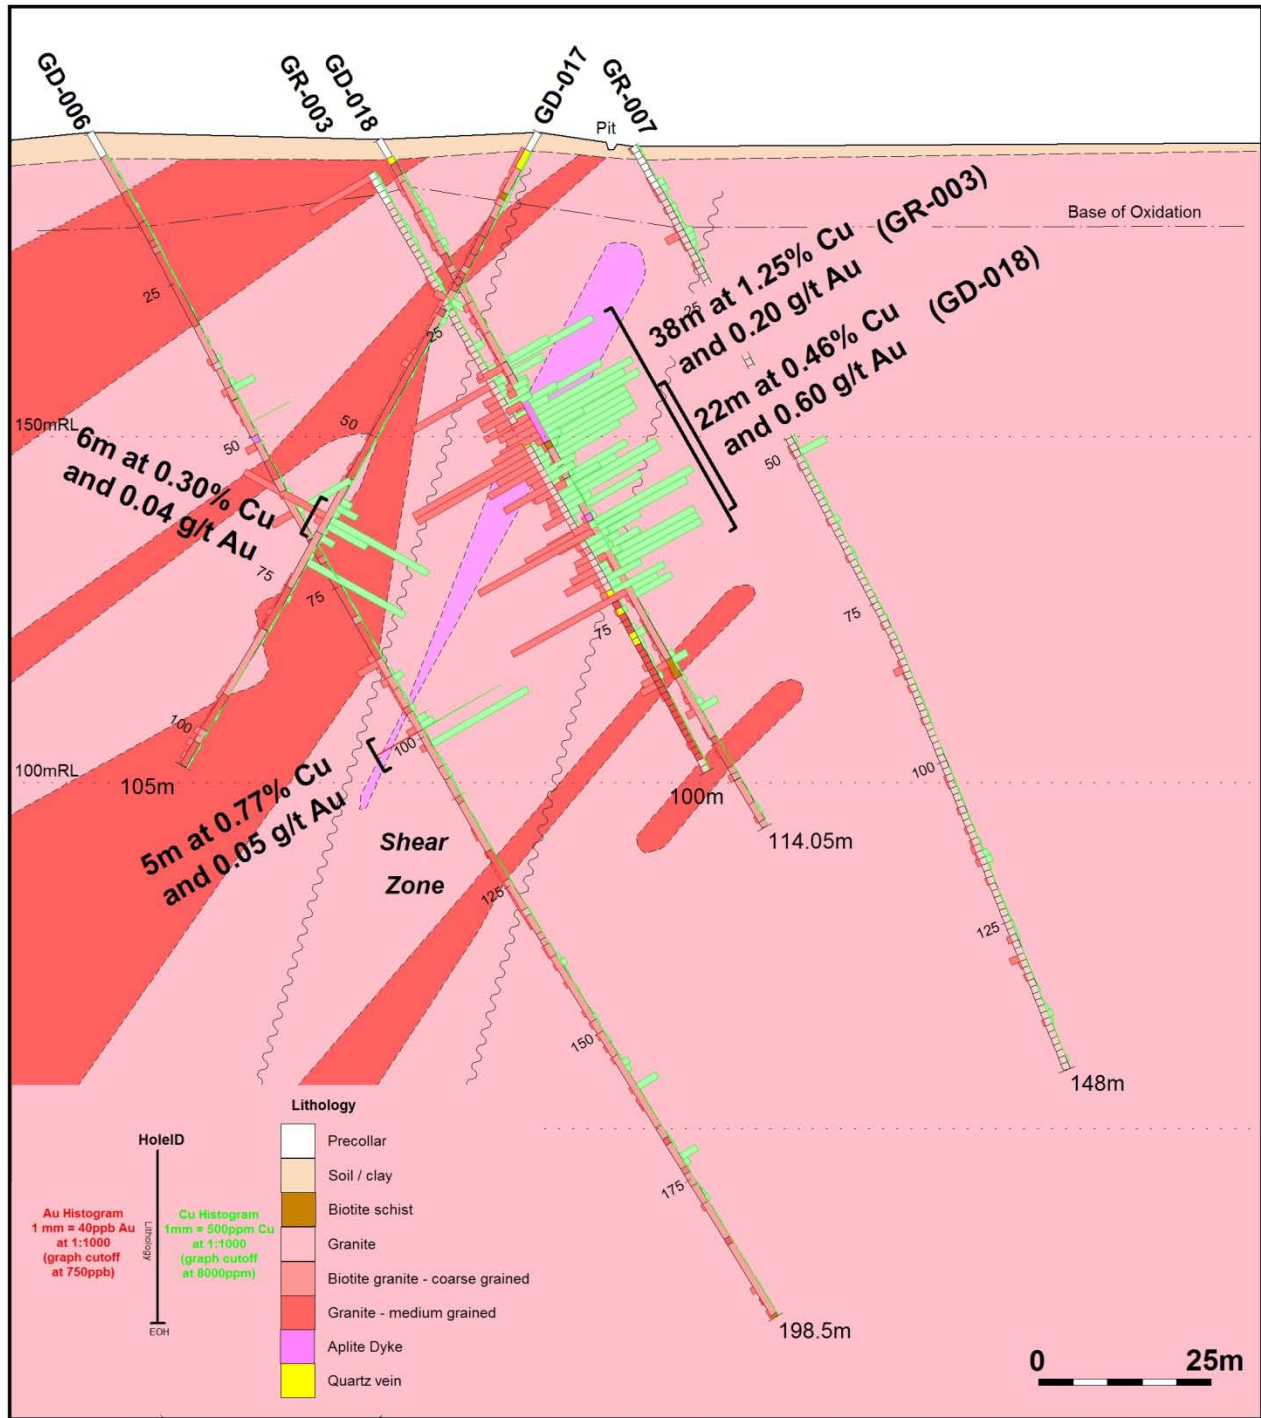 GD-006
GR-003
GD-018
GD-017
GR-007
Pit
Base of Oxidation
38m at 1.25% Cu (GR-003)
and 0.20 g/t Au
22m at 0.46% Cu (GD-018)
and 0.60 g/t Au
25
25
25
150mRL
50
50
50
6m at 0.30% Cu
and 0.04 g/t Au
75
75
75
75
100
100
100
100mRL
105m
100m
114.05m
5m at 0.77% Cu
and 0.05 g/t Au
Shear
Zone
125
125
150
148m
175
198.5m
Lithology
Precollar
Soil / clay
Biotite schist
Granite
Biotite granite - coarse grained
Granite - medium grained
Aplite Dyke
Quartz vein
HoleID
Lithology
EOH
Au Histogram
1 mm = 40ppb Au
at 1:1000
(graph cutoff
at 750ppb)
Cu Histogram
1mm = 500ppm Cu
at 1:1000
(graph cutoff
at 8000ppm)
0 25m